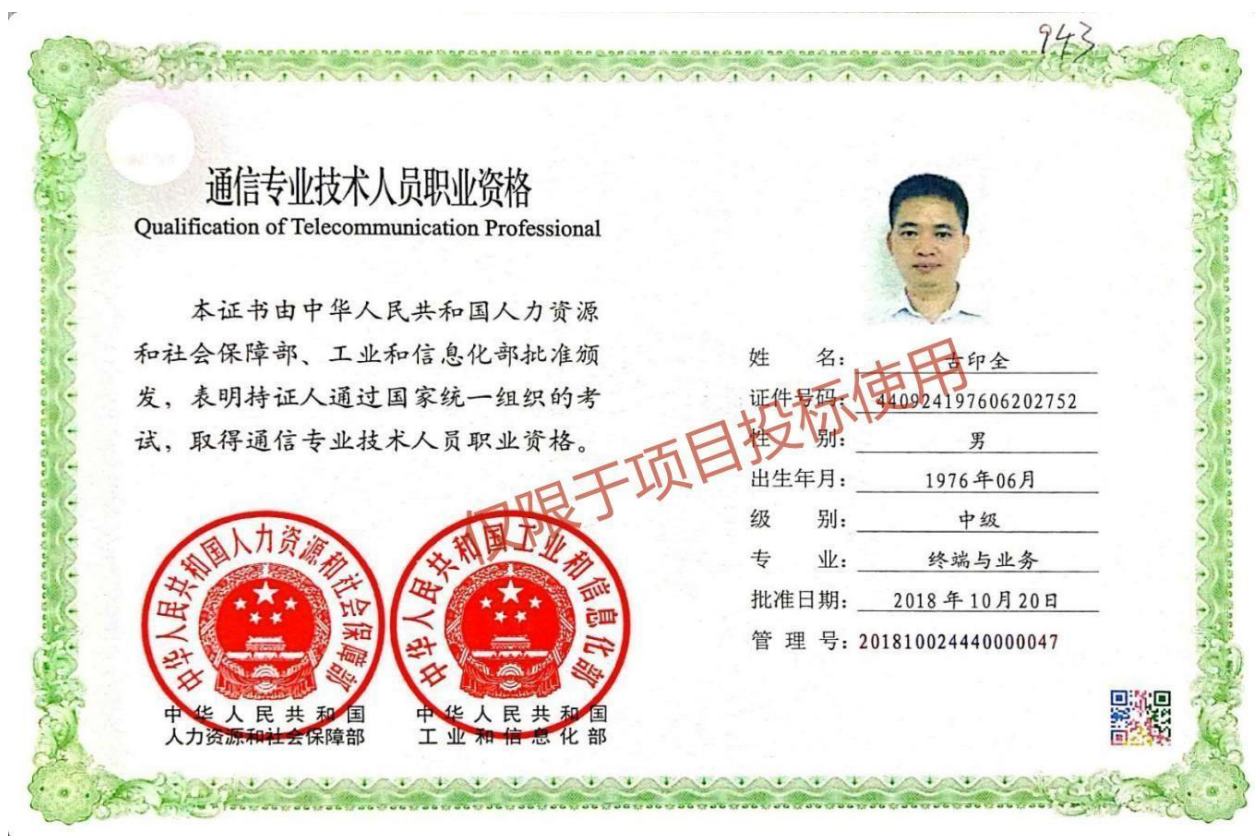 943
通信专业技术人员职业资格
Qualification of Telecommunication Professional
本证书由中华人民共和国人力资源
和社会保障部、工业和信息化部批准颁
发，表明持证人通过国家统一组织的考
试，取得通信专业技术人员职业资格。
姓 名：古印全
证件号码：440924197606202752
性 别：男
出生年月：1976年06月
级 别：中级
专 业：终端与业务
批准日期：2018年10月20日
管 理 号：201810024440000047
仅限于项目投标使用
中华人民共和国人力资源和社会保障部
中华人民共和国工业和信息化部
中华人民共和国
人力资源和社会保障部
中华人民共和国
工业和信息化部